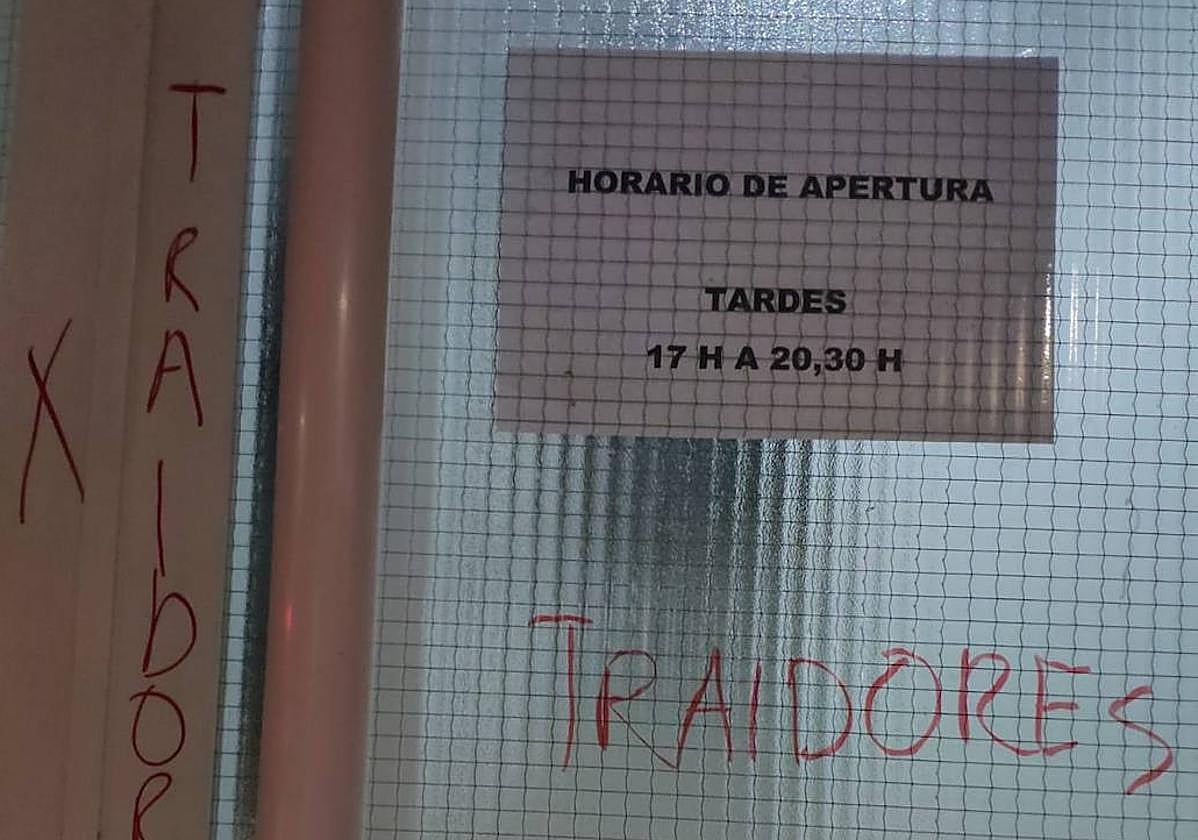 HORARIO DE APERTURA
TARDES
17 H A 20,30 H
TRAIDOR
X
TRAIDORES